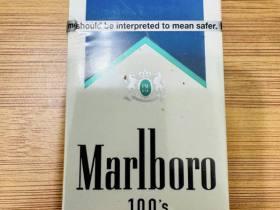 should be interpreted to mean safer.
Marlboro
100's